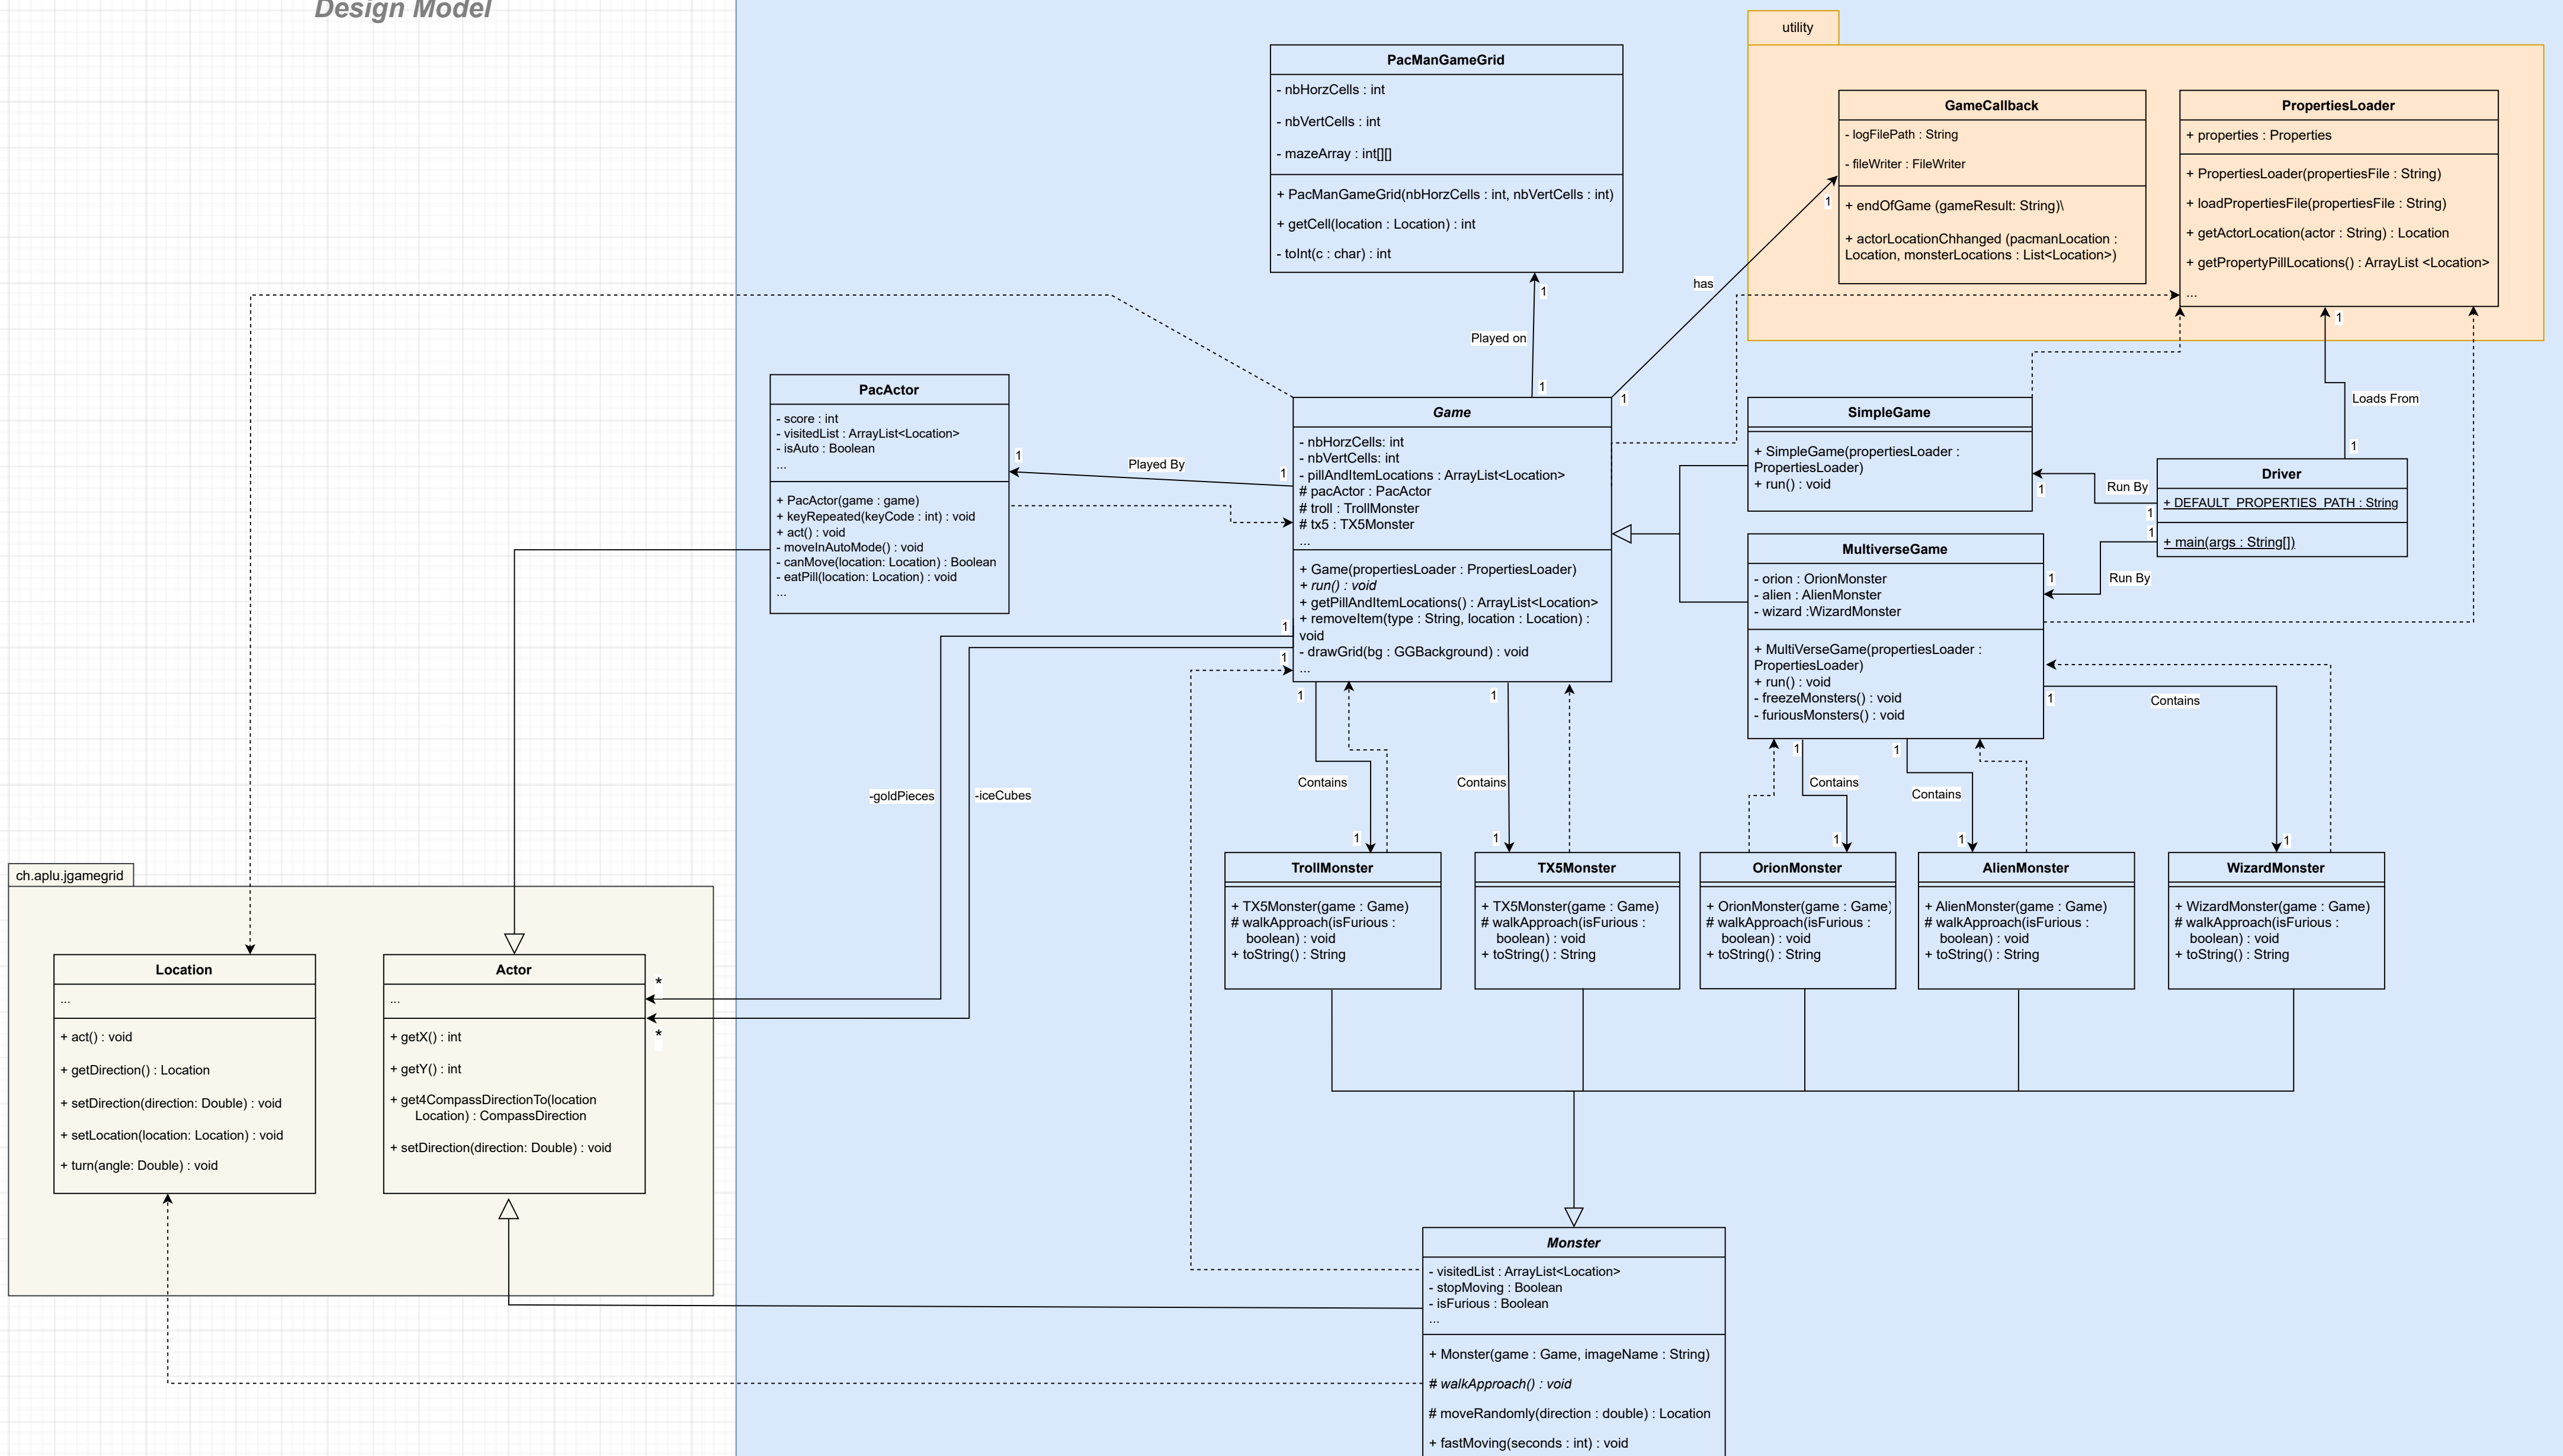 Design Model
utility
PacManGameGrid
- nbHorzCells : int
- nbVertCells : int
- mazeArray : int[][]
+ PacManGameGrid(nbHorzCells : int, nbVertCells : int)
+ getCell(location : Location) : int
- toInt(c : char) : int
GameCallback
- logFilePath : String
- fileWriter : FileWriter
+ endOfGame (gameResult: String)\
+ actorLocationChhanged (pacmanLocation :
Location, monsterLocations : List<Location>)
PropertiesLoader
+ properties : Properties
+ PropertiesLoader(propertiesFile : String)
+ loadPropertiesFile(propertiesFile : String)
+ getActorLocation(actor : String) : Location
+ getPropertyPillLocations() : ArrayList <Location>
...
1
has
1
1
Played on
1
1
1
Loads From
1
PacActor
- score : int
- visitedList : ArrayList<Location>
- isAuto : Boolean
...
+ PacActor(game : game)
+ keyRepeated(keyCode : int) : void
+ act() : void
- moveInAutoMode() : void
- canMove(location: Location) : Boolean
- eatPill(location: Location) : void
...
1
Played By
1
Game
- nbHorzCells: int
- nbVertCells: int
- pillAndItemLocations : ArrayList<Location>
# pacActor : PacActor
# troll : TrollMonster
# tx5 : TX5Monster
...
+ Game(propertiesLoader : PropertiesLoader)
+ run() : void
+ getPillAndItemLocations() : ArrayList<Location>
+ removeItem(type : String, location : Location) :
void
- drawGrid(bg : GGBackground) : void
...
SimpleGame
+ SimpleGame(propertiesLoader :
PropertiesLoader)
+ run() : void
1
Run By
1
Driver
+ DEFAULT_PROPERTIES_PATH : String
+ main(args : String[])
1
Run By
1
MultiverseGame
- orion : OrionMonster
- alien : AlienMonster
- wizard :WizardMonster
+ MultiVerseGame(propertiesLoader :
PropertiesLoader)
+ run() : void
- freezeMonsters() : void
- furiousMonsters() : void
1
1
-goldPieces
-iceCubes
1
Contains
1
1
Contains
1
1
Contains
1
1
Contains
1
1
Contains
1
TrollMonster
+ TX5Monster(game : Game)
# walkApproach(isFurious :
boolean) : void
+ toString() : String
TX5Monster
+ TX5Monster(game : Game)
# walkApproach(isFurious :
boolean) : void
+ toString() : String
OrionMonster
+ OrionMonster(game : Game)
# walkApproach(isFurious :
boolean) : void
+ toString() : String
AlienMonster
+ AlienMonster(game : Game)
# walkApproach(isFurious :
boolean) : void
+ toString() : String
WizardMonster
+ WizardMonster(game : Game)
# walkApproach(isFurious :
boolean) : void
+ toString() : String
ch.aplu.jgamegrid
Location
...
+ act() : void
+ getDirection() : Location
+ setDirection(direction: Double) : void
+ setLocation(location: Location) : void
+ turn(angle: Double) : void
Actor
...
+ getX() : int
+ getY() : int
+ get4CompassDirectionTo(location
Location) : CompassDirection
+ setDirection(direction: Double) : void
*
*
Monster
- visitedList : ArrayList<Location>
- stopMoving : Boolean
- isFurious : Boolean
...
+ Monster(game : Game, imageName : String)
# walkApproach() : void
# moveRandomly(direction : double) : Location
+ fastMoving(seconds : int) : void